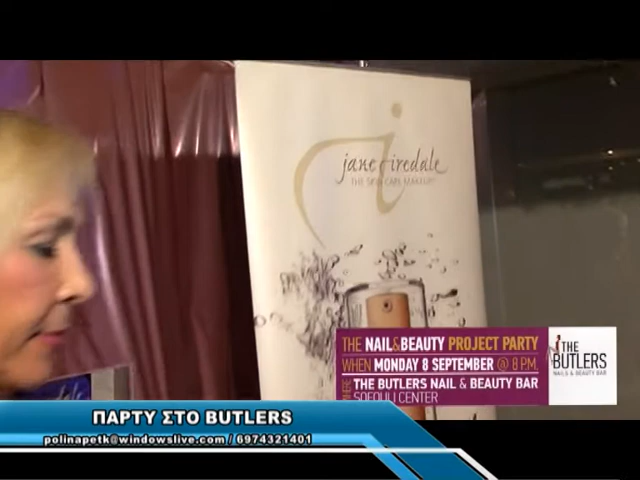 jane iredale
THE SKIN CARE MAKEUP
THE NAIL&BEAUTY PROJECT PARTY
WHEN MONDAY 8 SEPTEMBER @ 8 P.M.
WHERE THE BUTLERS NAIL & BEAUTY BAR
SOFOULI CENTER
THE
BUTLERS
NAILS & BEAUTY BAR
ΠΑΡΤΥ ΣΤΟ BUTLERS
polinapetk@windowslive.com / 6974321401